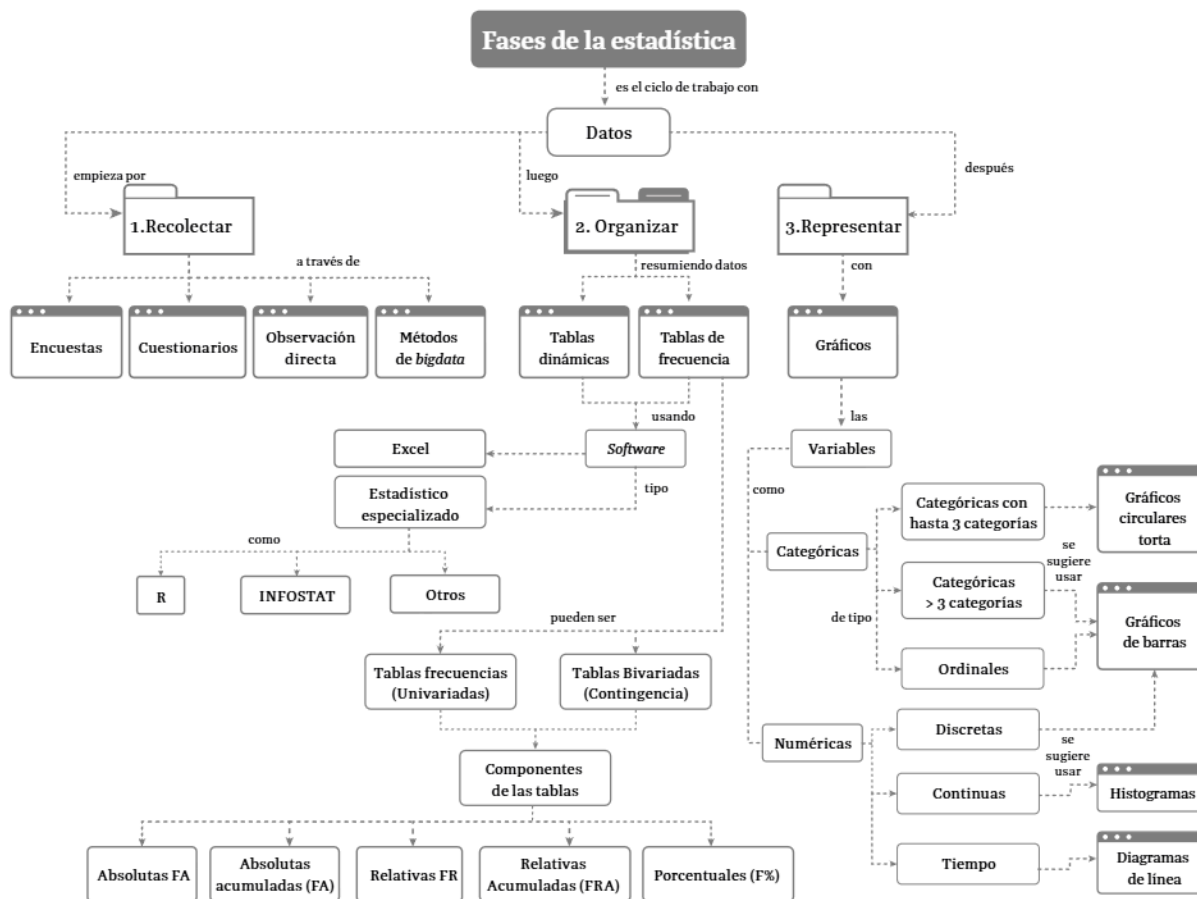 Fases de la estadística
es el ciclo de trabajo con
Datos
empieza por
luego
después
1.Recolectar
2. Organizar
3.Representar
a través de
resumiendo datos
con
Encuestas
Cuestionarios
Observación
directa
Métodos
de bigdata
Tablas
dinámicas
Tablas de
frecuencia
Gráficos
usando
las
Excel
Software
Variables
tipo
Estadístico
especializado
como
R
INFOSTAT
Otros
pueden ser
Tablas frecuencias
(Univariadas)
Tablas Bivariadas
(Contingencia)
Componentes
de las tablas
Absolutas FA
Absolutas
acumuladas (FA)
Relativas FR
Relativas
Acumuladas (FRA)
Porcentuales (F%)
como
Categóricas
de tipo
Categóricas con
hasta 3 categorías
Gráficos
circulares
torta
Categóricas
> 3 categorías
se
sugiere
usar
Gráficos
de barras
Ordinales
Numéricas
Discretas
se
sugiere
usar
Continuas
Histogramas
Tiempo
Diagramas
de línea